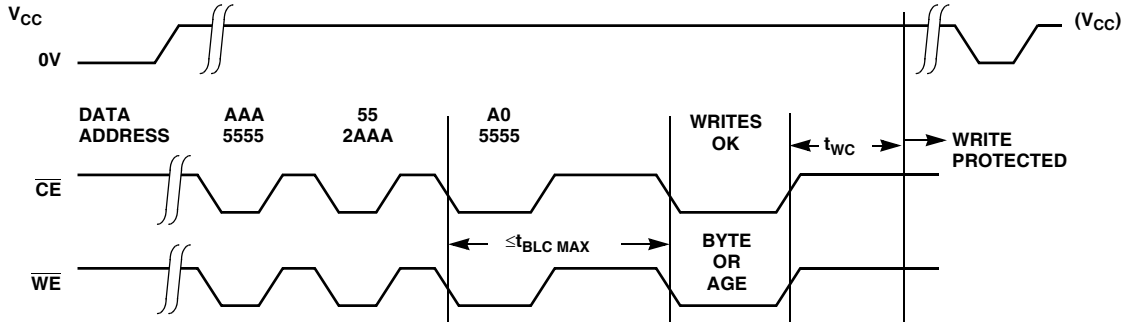 VCC
(VCC)
0V
DATA AAA 55 A0 WRITES
ADDRESS 5555 2AAA 5555 OK
tWC
WRITE
PROTECTED
CE
≤tBLC MAX
BYTE
OR
AGE
WE